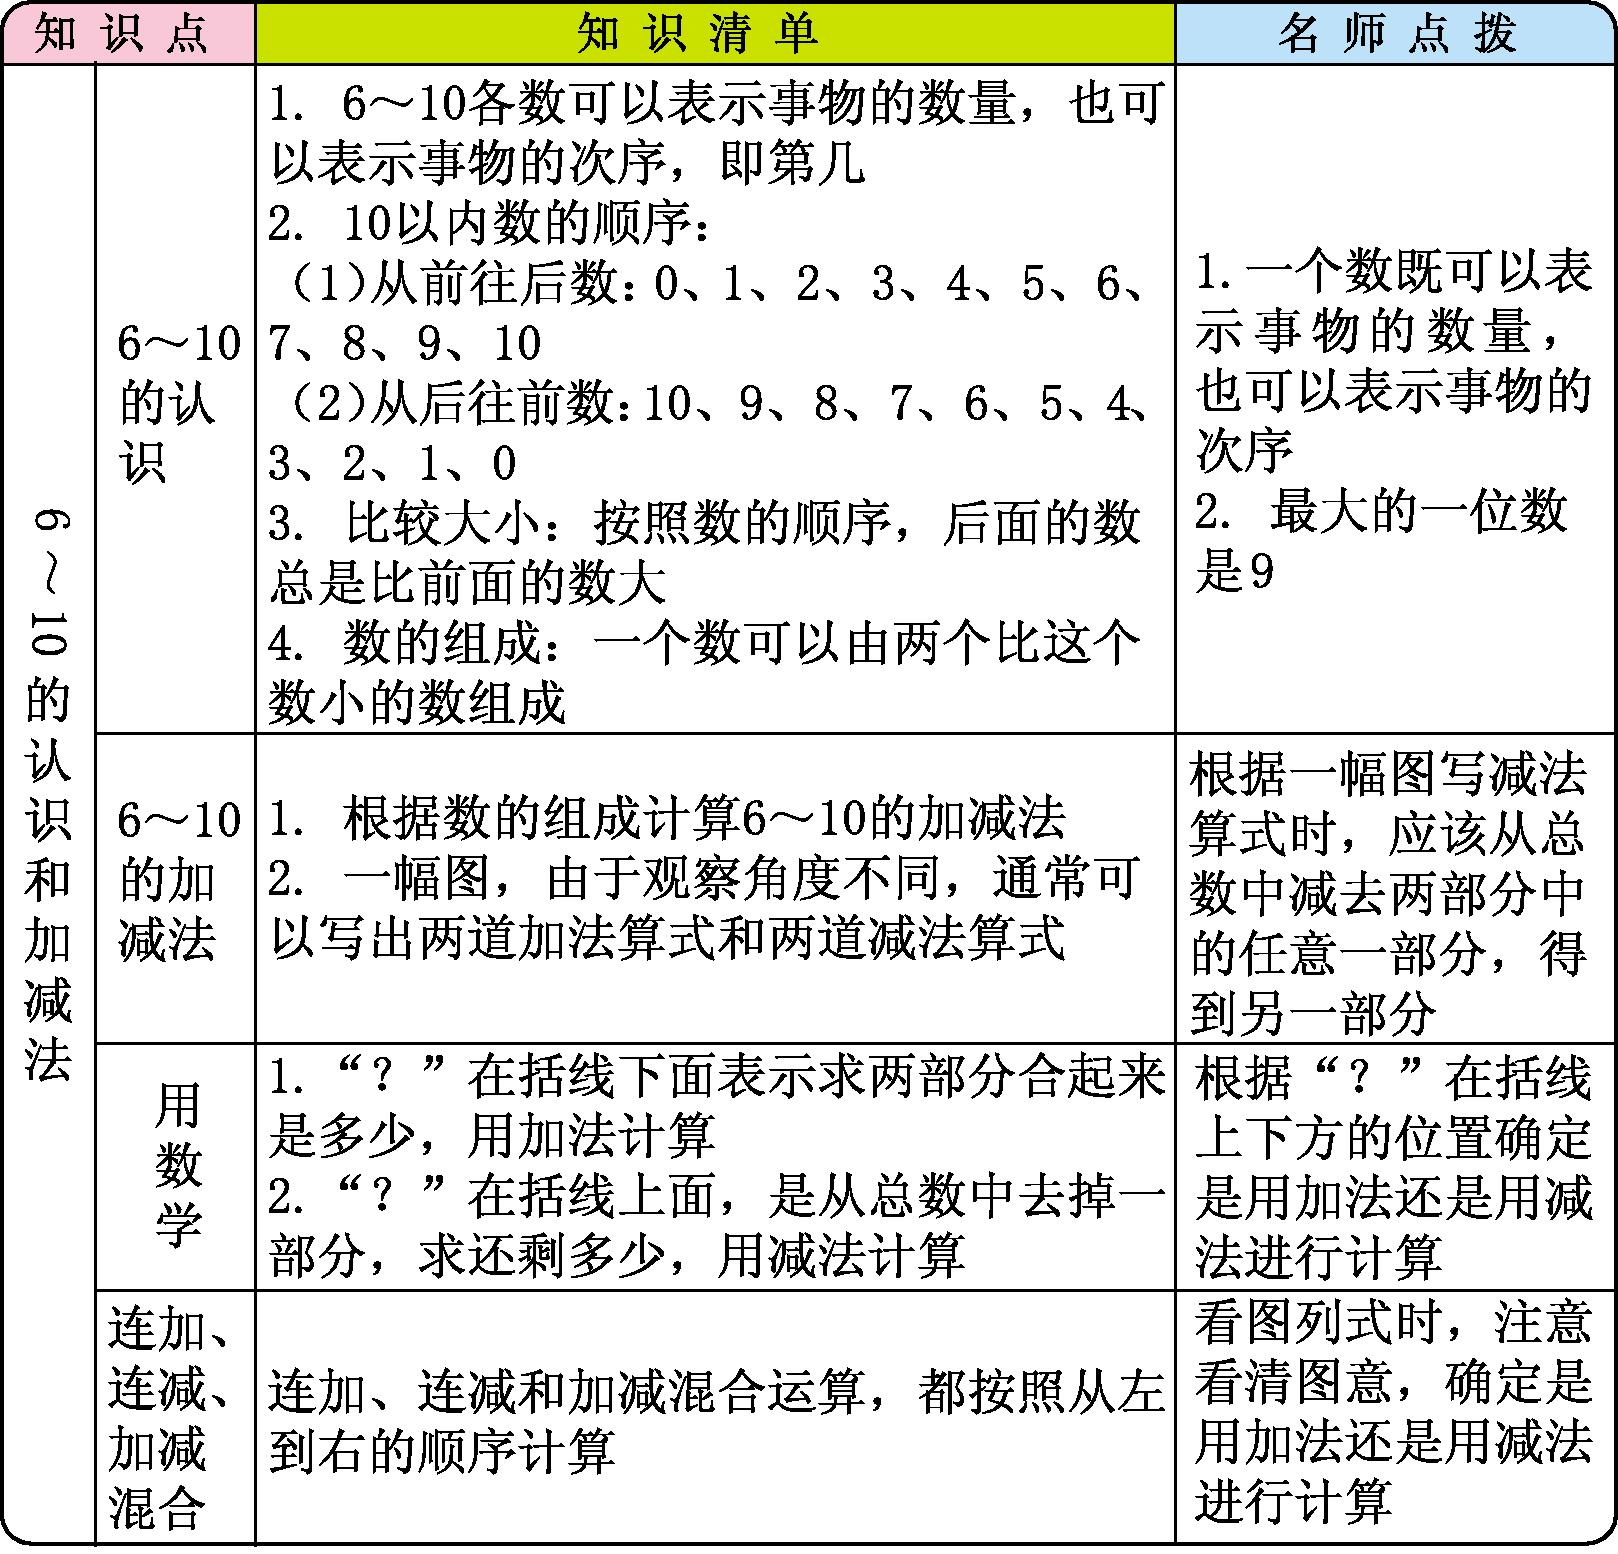 知识点 知识清单 名师点拨
6～10的认识和加减法
6～10
的认
识
1. 6～10各数可以表示事物的数量，也可
以表示事物的次序，即第几
2. 10以内数的顺序：
（1）从前往后数：0、1、2、3、4、5、6、
7、8、9、10
（2）从后往前数：10、9、8、7、6、5、4、
3、2、1、0
3. 比较大小：按照数的顺序，后面的数
总是比前面的数大
4. 数的组成：一个数可以由两个比这个
数小的数组成
1. 一个数既可以表
示事物的数量，
也可以表示事物的
次序
2. 最大的一位数
是9
6～10
的加
减法
1. 根据数的组成计算6～10的加减法
2. 一幅图，由于观察角度不同，通常可
以写出两道加法算式和两道减法算式
根据一幅图写减法
算式时，应该从总
数中减去两部分中
的任意一部分，得
到另一部分
用
数
学
1. “？”在括线下面表示求两部分合起来
是多少，用加法计算
2. “？”在括线上面，是从总数中去掉一
部分，求还剩多少，用减法计算
根据“？”在括线
上下方的位置确定
是用加法还是用减
法进行计算
连加、
连减、
加减
混合
连加、连减和加减混合运算，都按照从左
到右的顺序计算
看图列式时，注意
看清图意，确定是
用加法还是用减法
进行计算